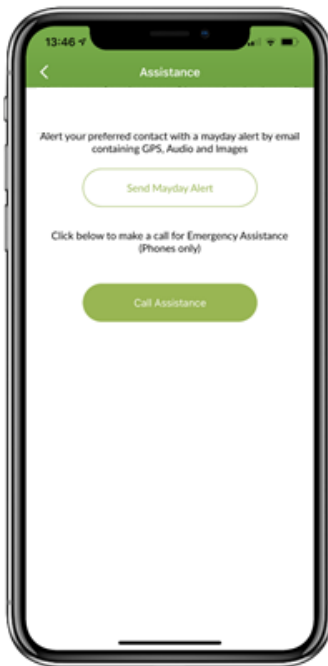 13:46
Assistance
Alert your preferred contact with a mayday alert by email
containing GPS, Audio and Images
Send Mayday Alert
Click below to make a call for Emergency Assistance
(Phones only)
Call Assistance